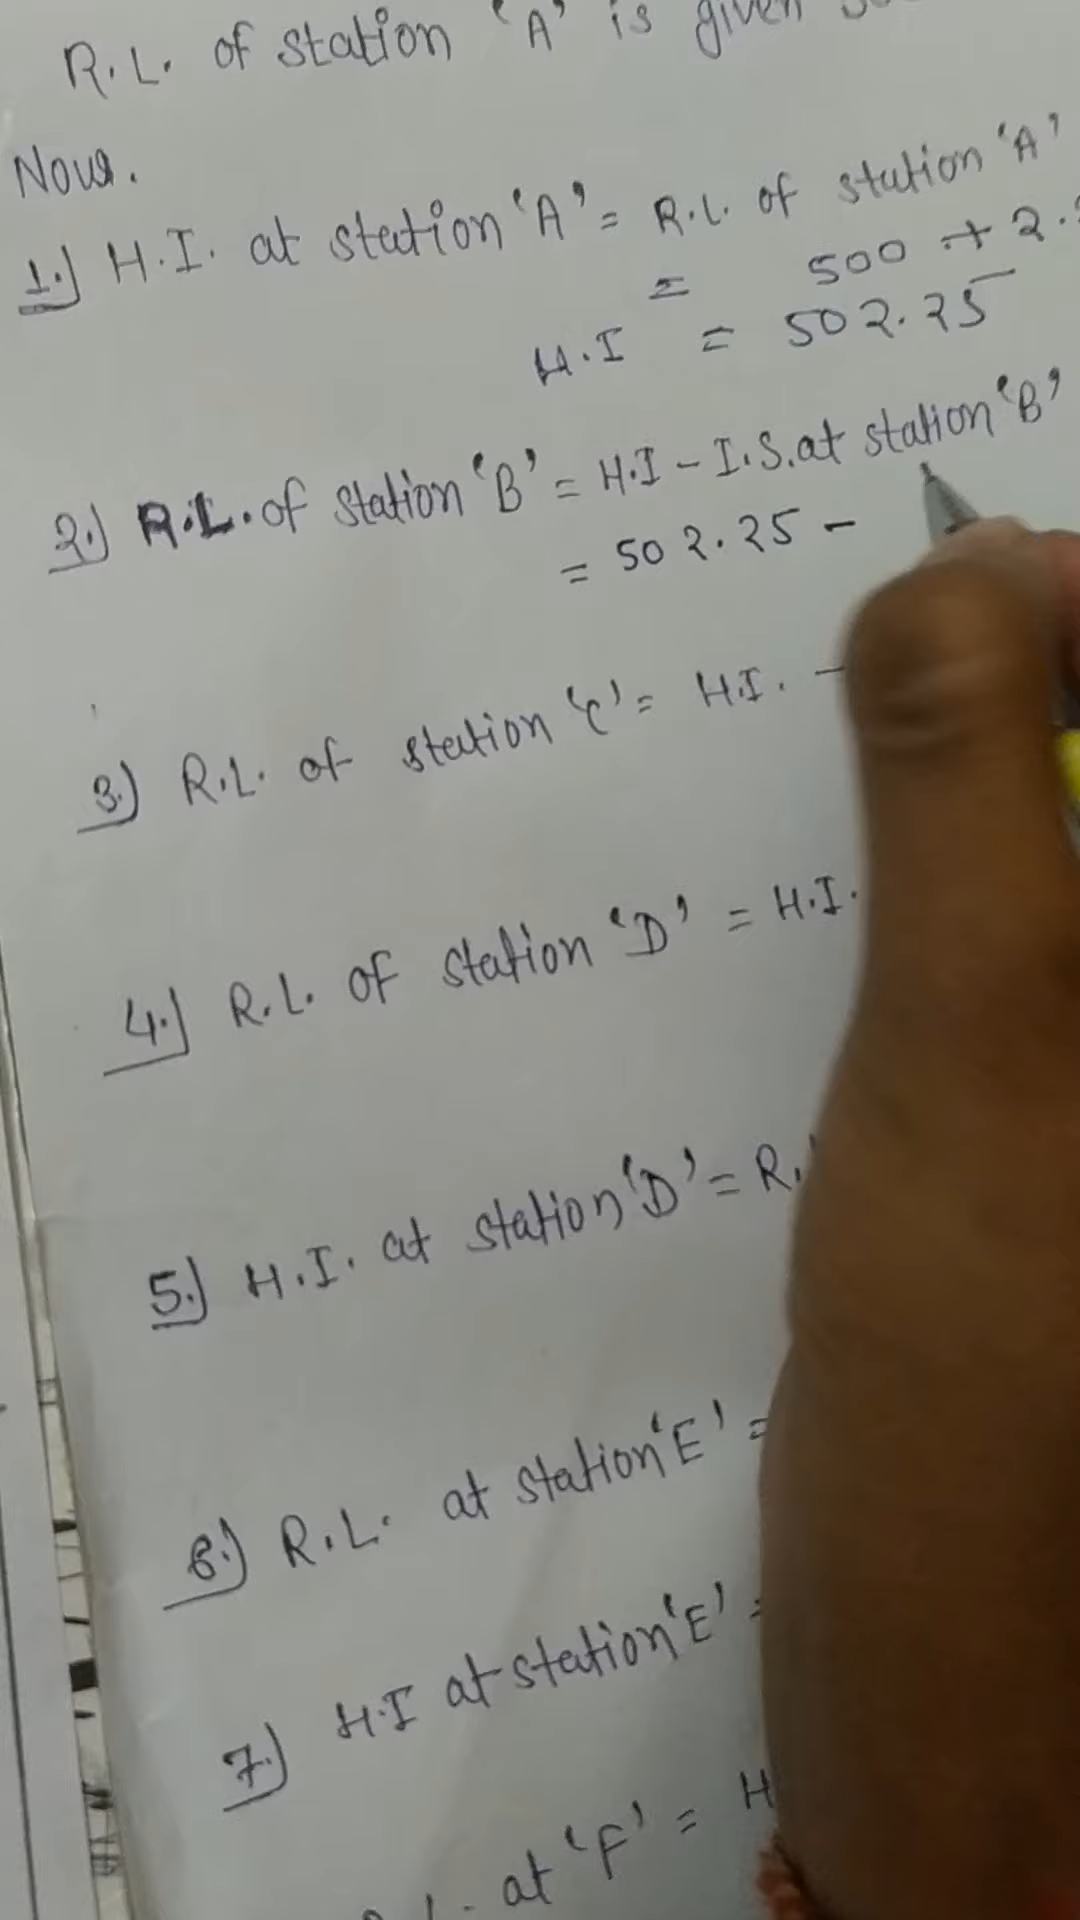 R.L. of station 'A' is given
Now.
1.) H.I. at station 'A' = R.L. of station 'A'
= 500 + 2.
H.I = 502.25
2.) R.L. of station 'B' = H.I - I.S. at station 'B'
= 502.25 -
3.) R.L. of station 'C' = H.I. -
4.) R.L. of station 'D' = H.I.
5.) H.I. at station 'D' = R.
6.) R.L. at station 'E' =
7.) H.I at station 'E' =
at 'F' = H